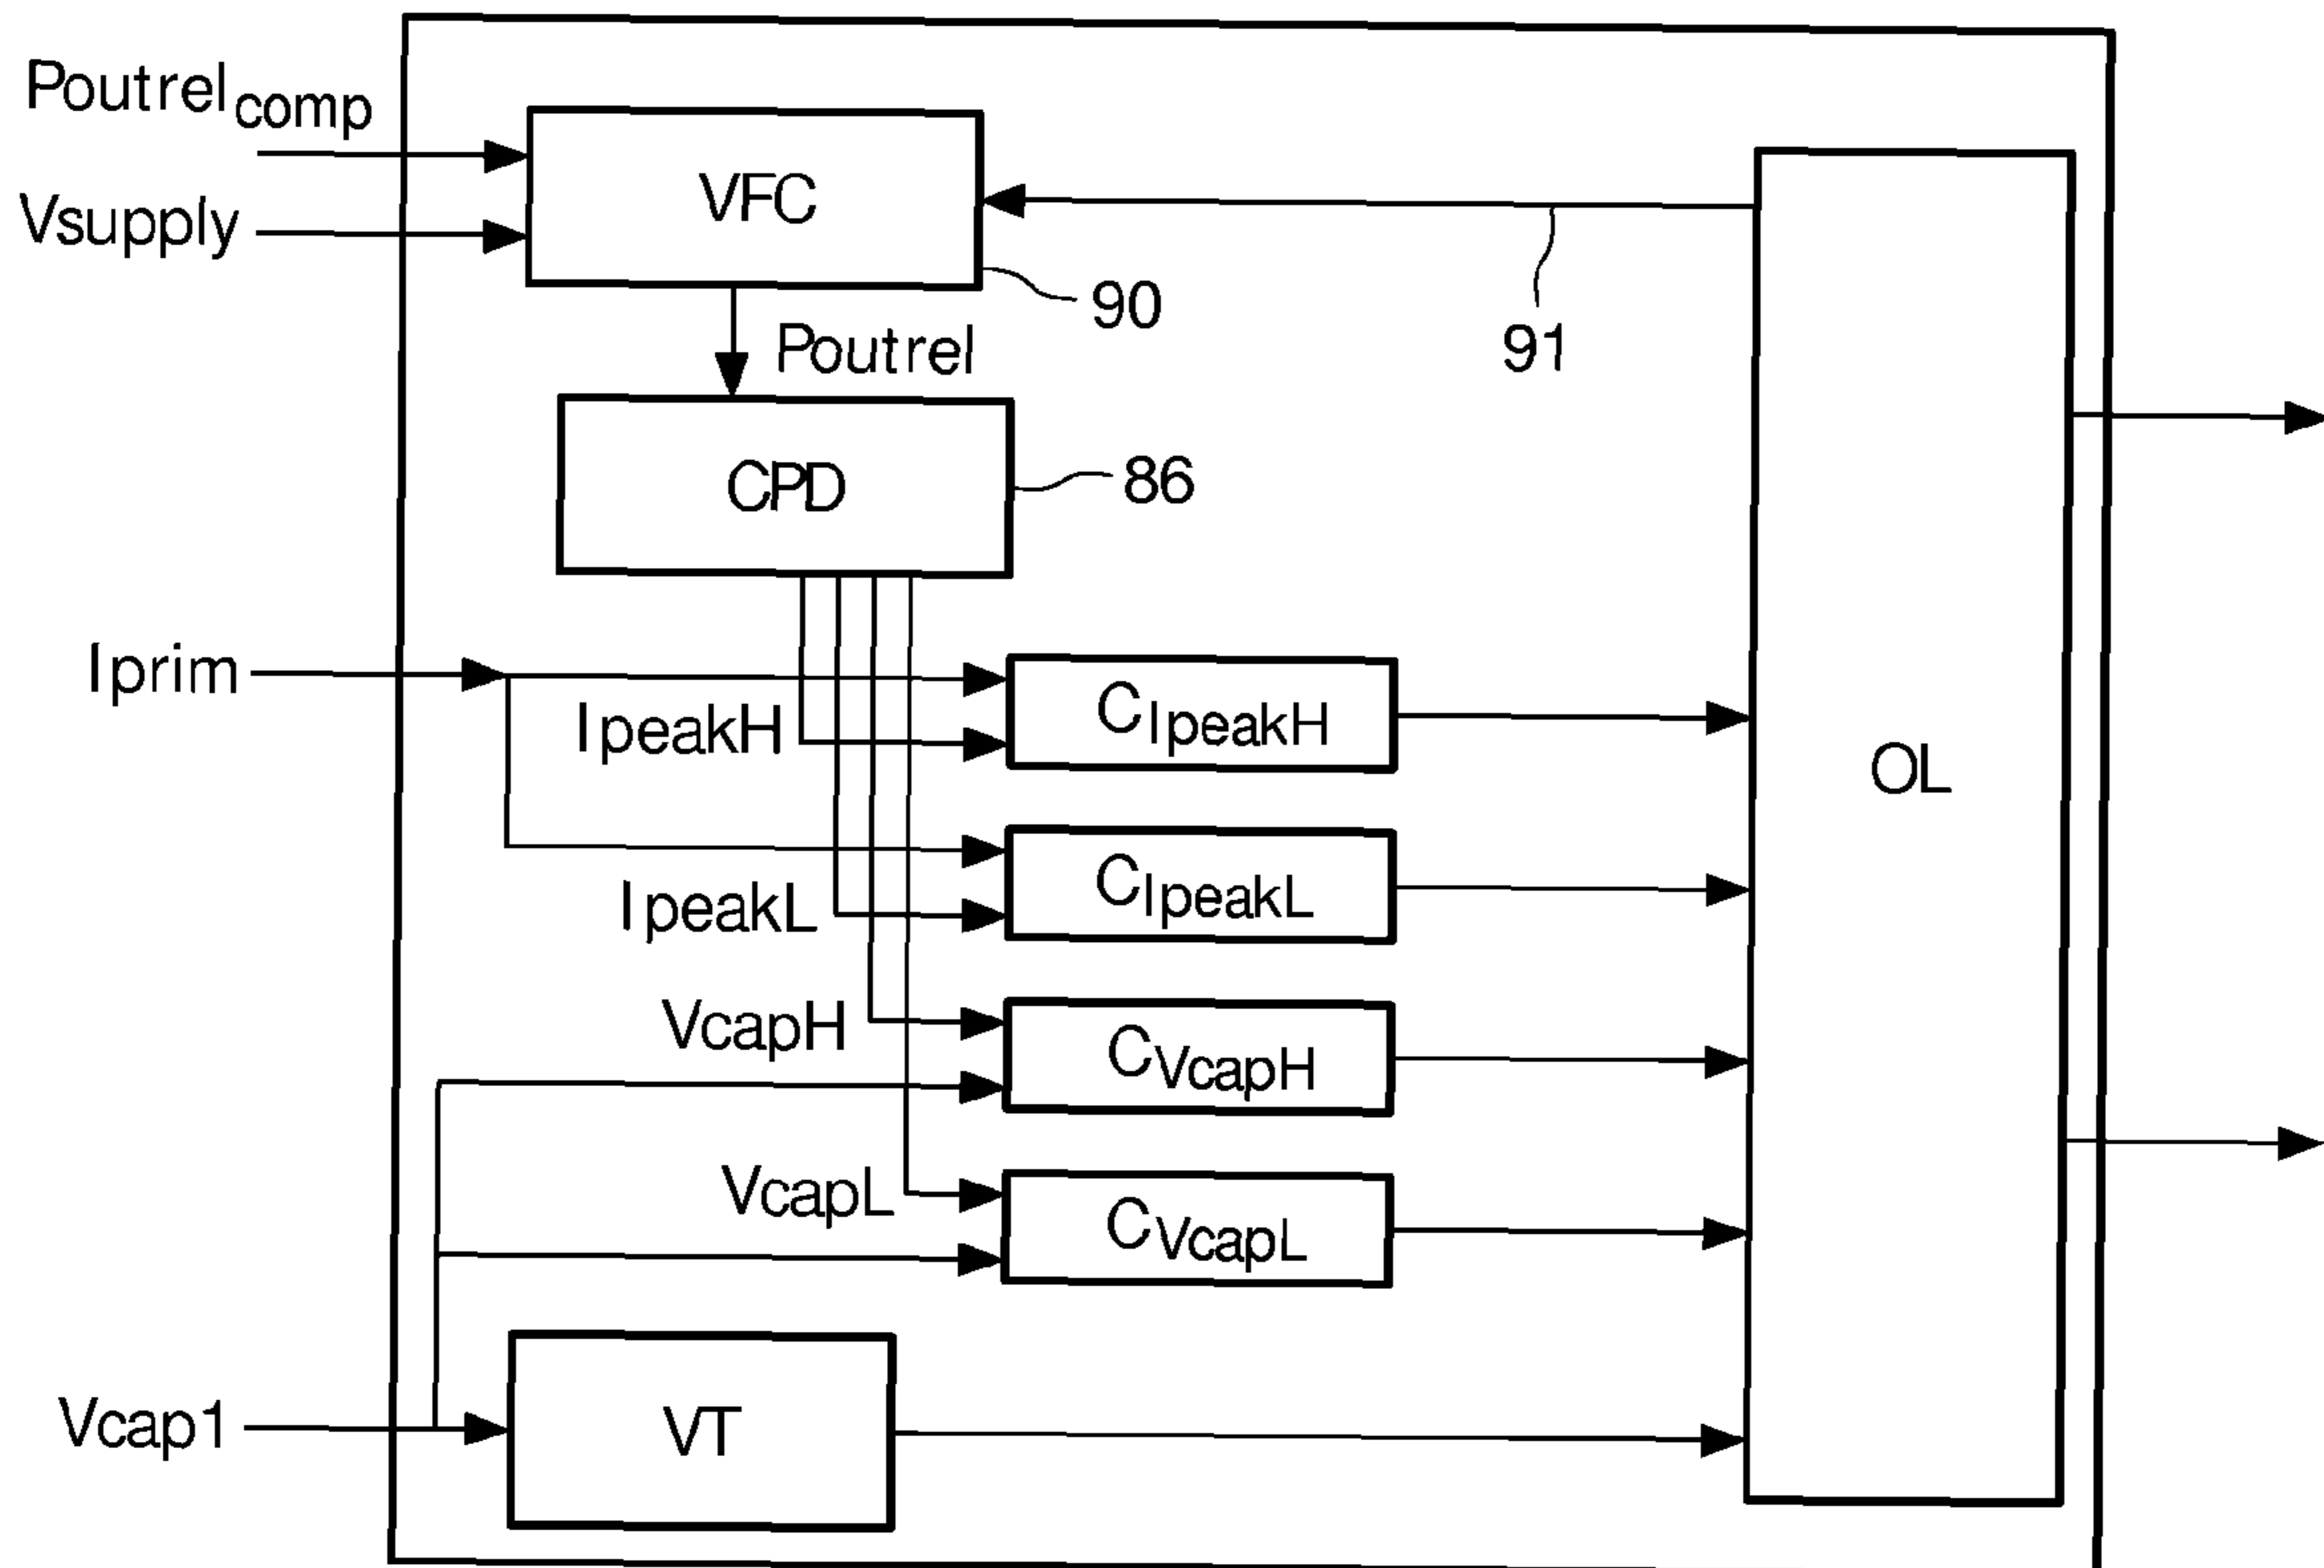 Poutrelcomp
VFC
Vsupply
90
Poutrel
91
CPD
86
Iprim
IpeakH
CIpeakH
OL
IpeakL
CIpeakL
VcapH
CVcapH
VcapL
CVcapL
Vcap1
VT